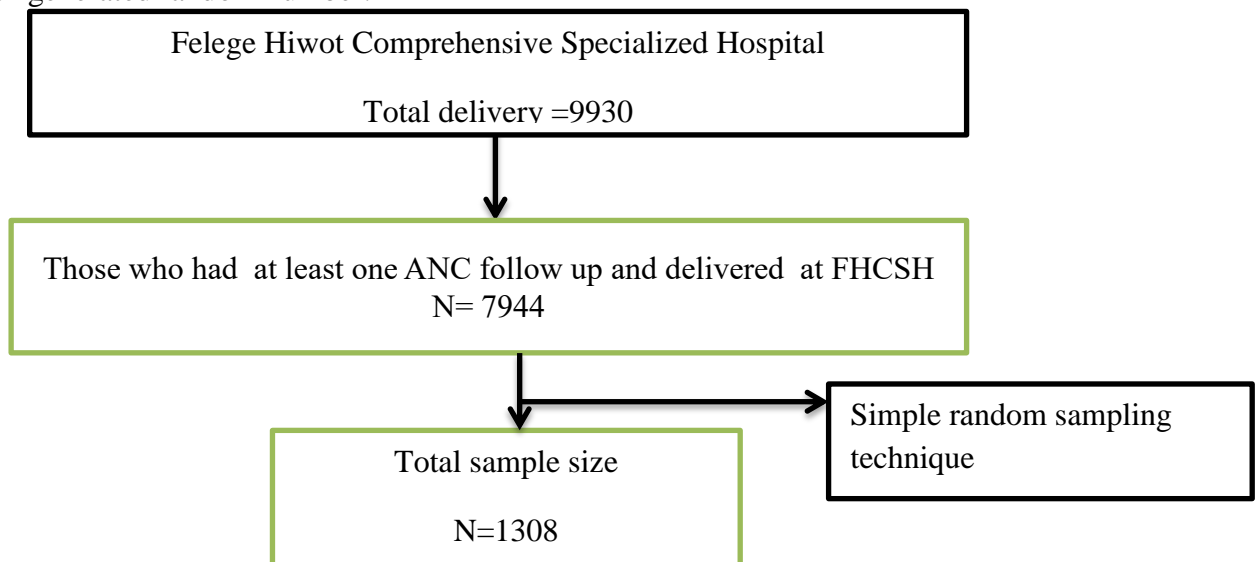 Felege Hiwot Comprehensive Specialized Hospital
Total delivery =9930
Those who had at least one ANC follow up and delivered at FHCSH
N= 7944
Simple random sampling
technique
Total sample size
N=1308